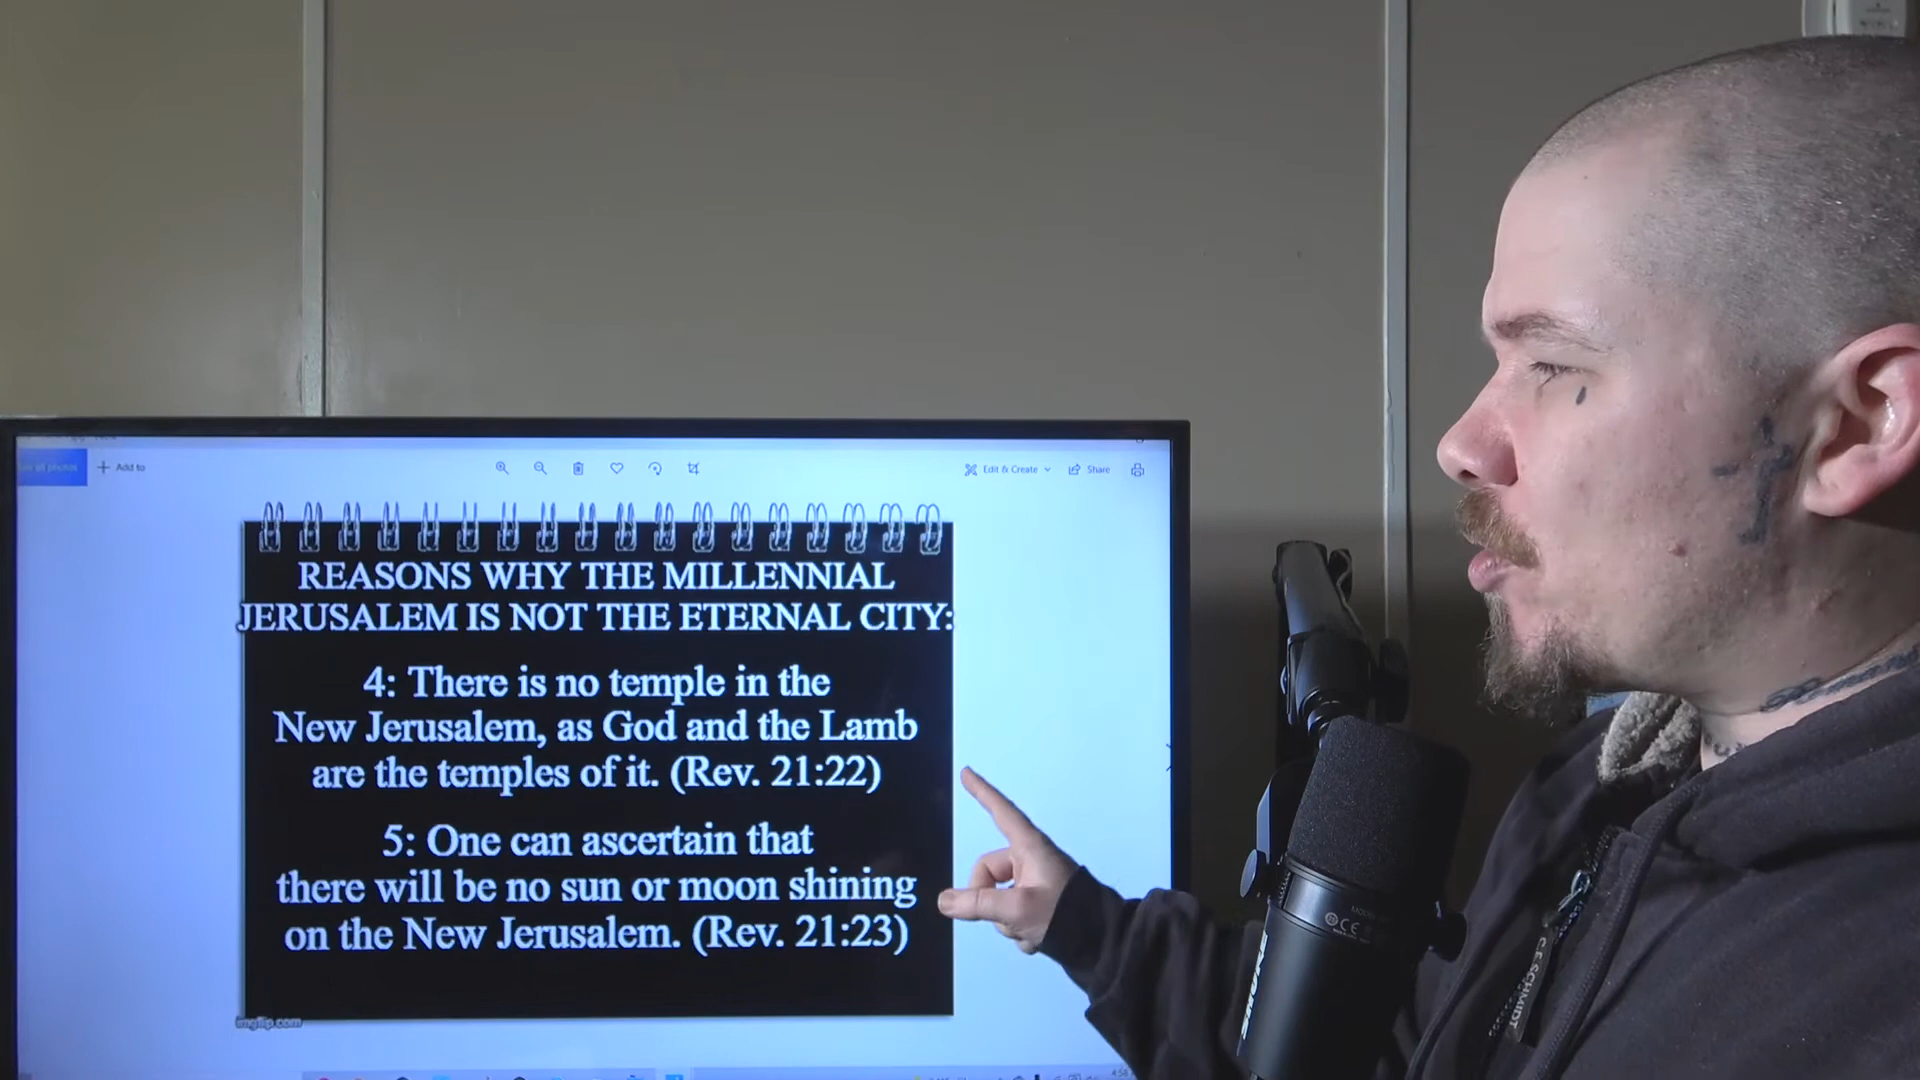 Add to
Edit & Create
Share
REASONS WHY THE MILLENNIAL
JERUSALEM IS NOT THE ETERNAL CITY:
4: There is no temple in the
New Jerusalem, as God and the Lamb
are the temples of it. (Rev. 21:22)
5: One can ascertain that
there will be no sun or moon shining
on the New Jerusalem. (Rev. 21:23)
imgflip.com
C.E.SCHMIDT